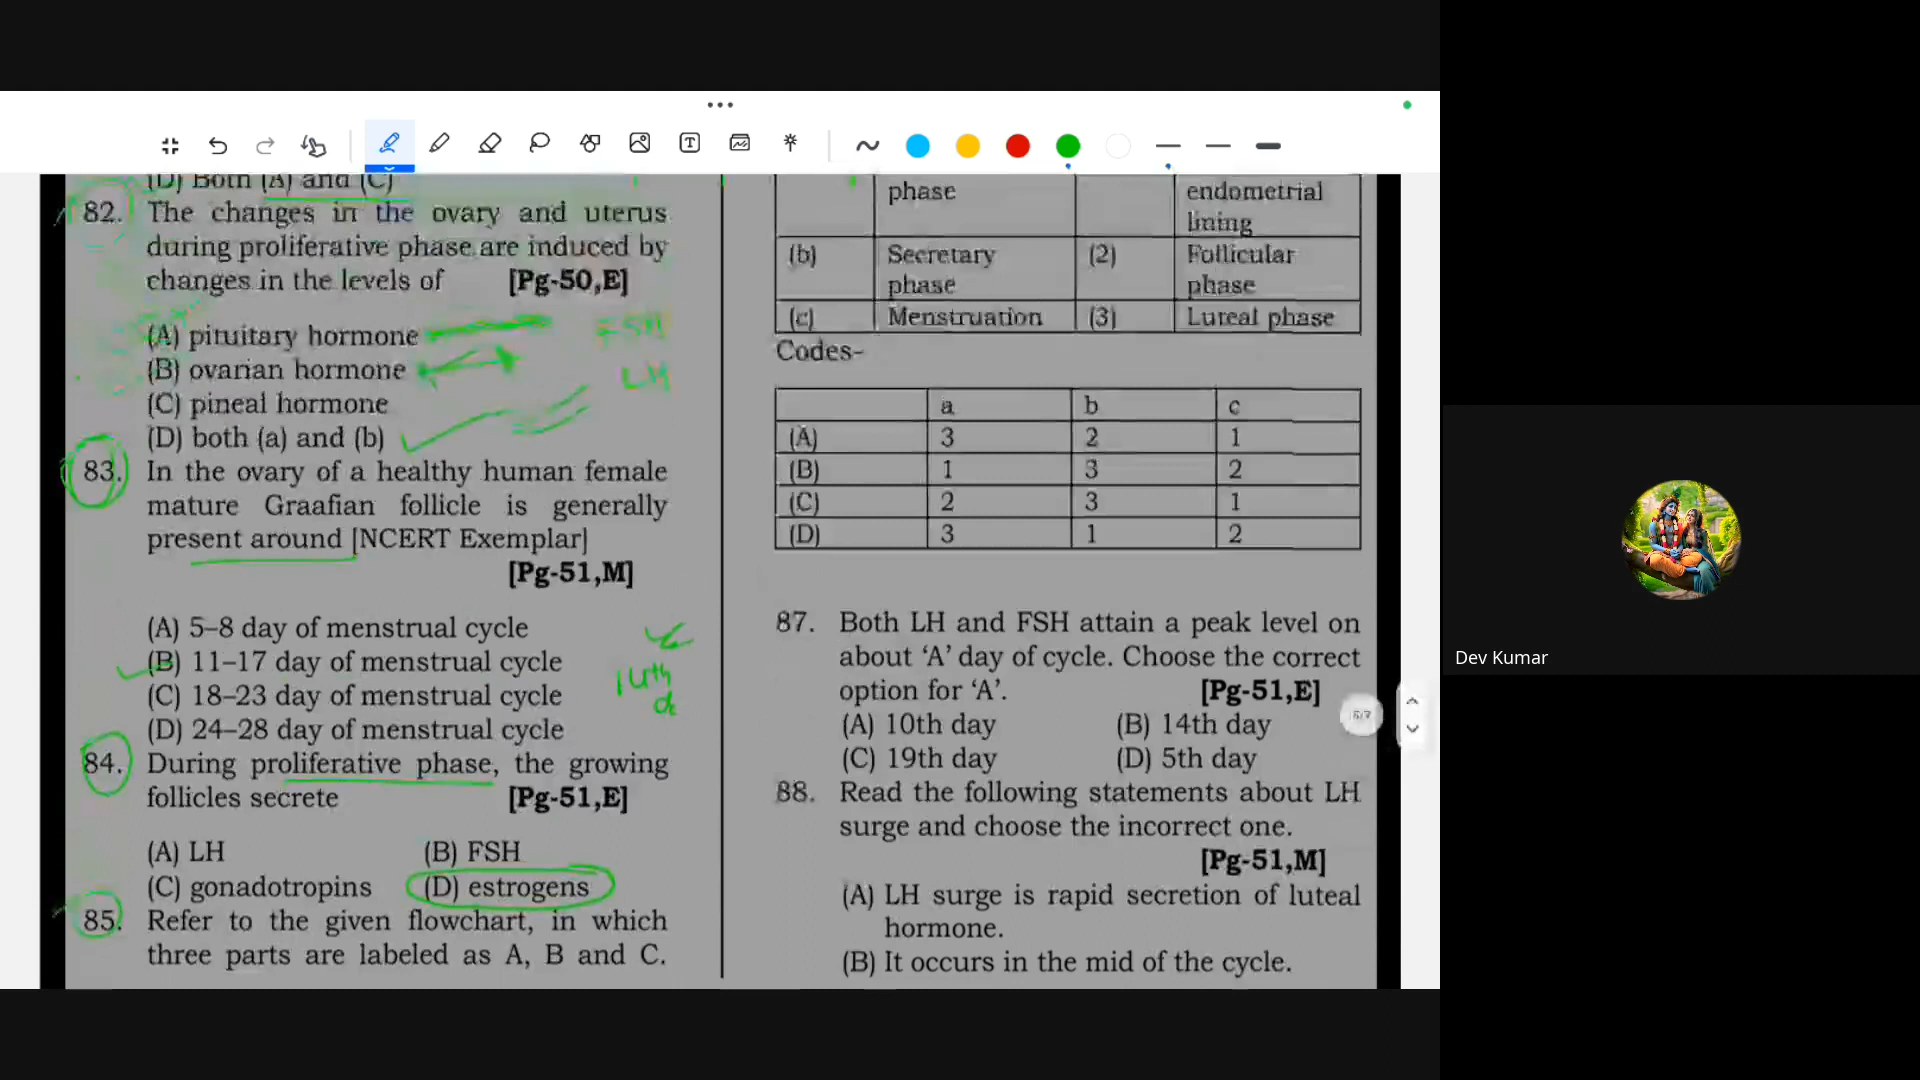 (D) Both (A) and (C)
82. The changes in the ovary and uterus
during proliferative phase are induced by
changes in the levels of [Pg-50,E]
(A) pituitary hormone FSH
(B) ovarian hormone LH
(C) pineal hormone
(D) both (a) and (b)
83. In the ovary of a healthy human female
mature Graafian follicle is generally
present around [NCERT Exemplar]
[Pg-51,M]
(A) 5–8 day of menstrual cycle
(B) 11–17 day of menstrual cycle
14th
(C) 18–23 day of menstrual cycle
(D) 24–28 day of menstrual cycle
84. During proliferative phase, the growing
follicles secrete [Pg-51,E]
(A) LH (B) FSH
(C) gonadotropins (D) estrogens
85. Refer to the given flowchart, in which
three parts are labeled as A, B and C.
phase endometrial
lining
(b) Secretary (2) Follicular
phase phase
(c) Menstruation (3) Luteal phase
Codes-
a b c
(A) 3 2 1
(B) 1 3 2
(C) 2 3 1
(D) 3 1 2
87. Both LH and FSH attain a peak level on
about ‘A’ day of cycle. Choose the correct
option for ‘A’. [Pg-51,E]
(A) 10th day (B) 14th day
(C) 19th day (D) 5th day
88. Read the following statements about LH
surge and choose the incorrect one.
[Pg-51,M]
(A) LH surge is rapid secretion of luteal
hormone.
(B) It occurs in the mid of the cycle.
Dev Kumar